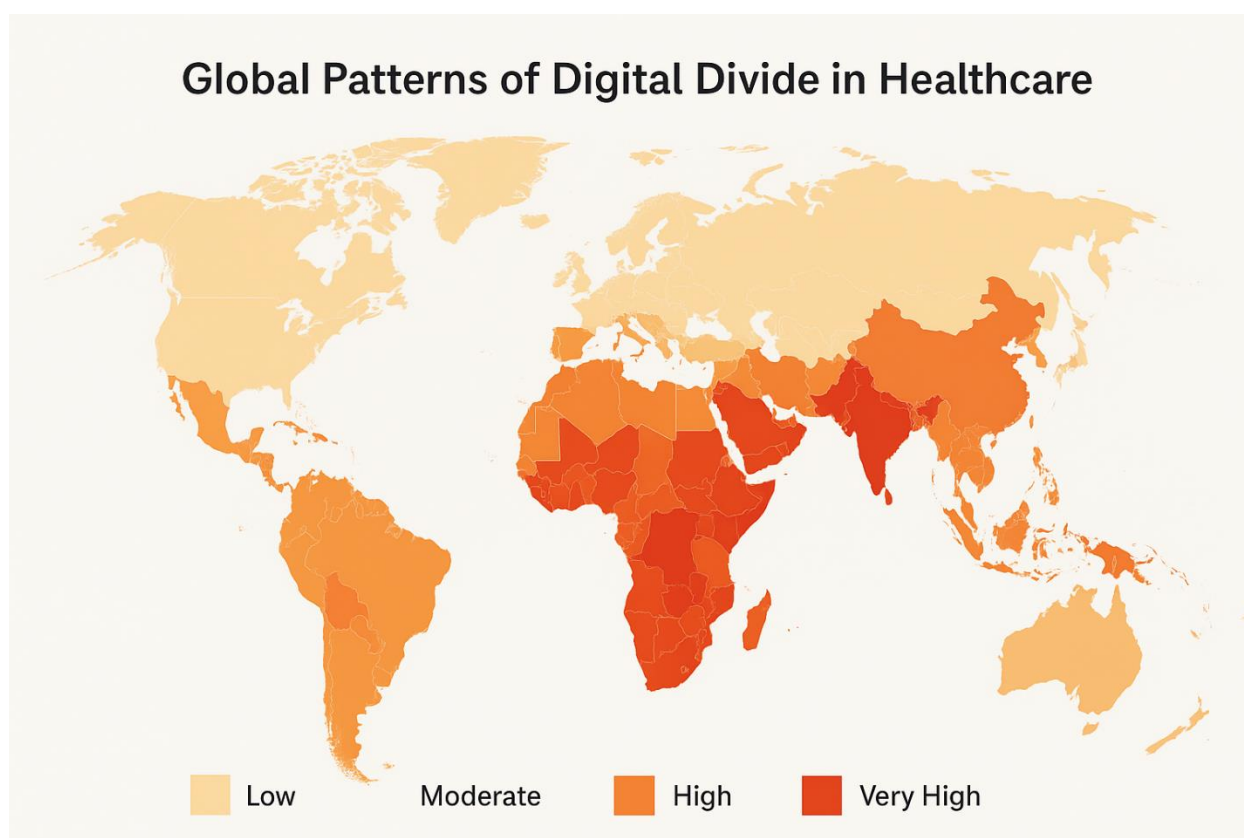 Global Patterns of Digital Divide in Healthcare
Low Moderate High Very High